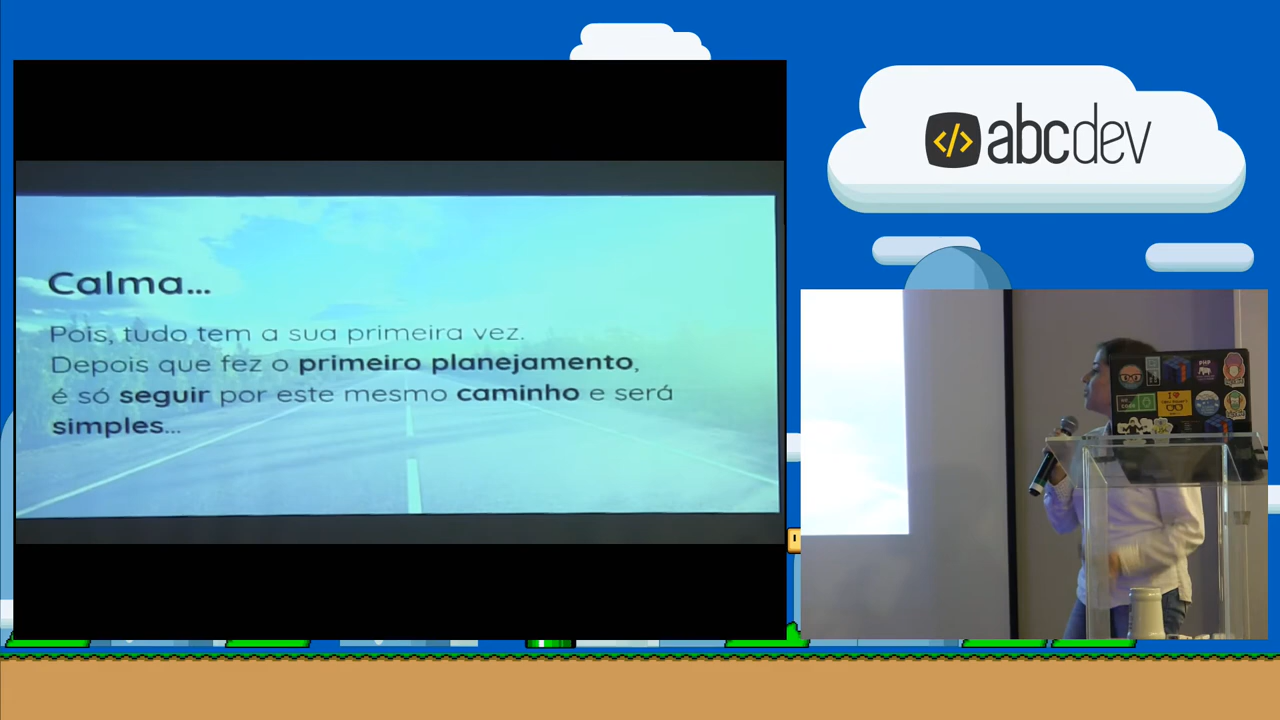 Calma...
Pois, tudo tem a sua primeira vez.
Depois que fez o primeiro planejamento,
é só seguir por este mesmo caminho e será
simples...
</> abcdev
PHP